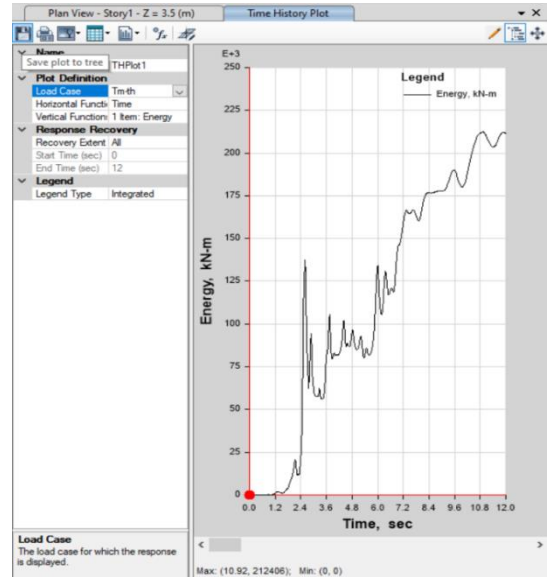 Plan View - Story1 - Z = 3.5 (m)
Time History Plot
Name
Save plot to tree
THPlot1
Plot Definition
Load Case Tm-th
Horizontal Functi Time
Vertical Function: 1 Item: Energy
Response Recovery
Recovery Extent All
Start Time (sec) 0
End Time (sec) 12
Legend
Legend Type Integrated
Load Case
The load case for which the response
is displayed.
E+3
250
225
200
175
150
125
100
75
50
25
0
Energy, kN-m
Legend
Energy, kN-m
0.0 1.2 2.4 3.6 4.8 6.0 7.2 8.4 9.6 10.8 12.0
Time, sec
Max: (10.92, 212406); Min: (0, 0)